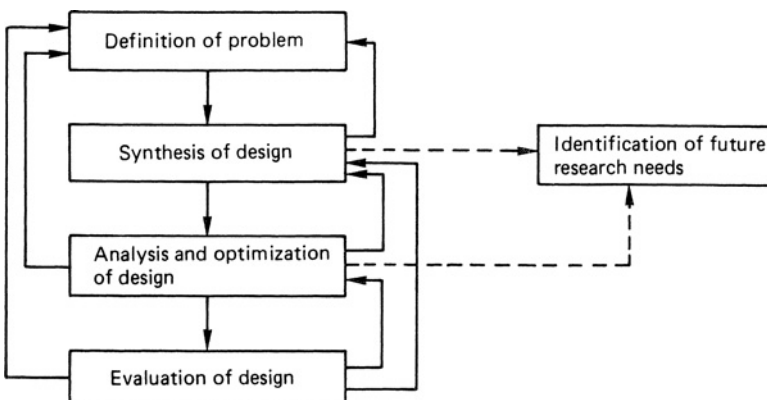 Definition of problem
Synthesis of design
Identification of future
research needs
Analysis and optimization
of design
Evaluation of design